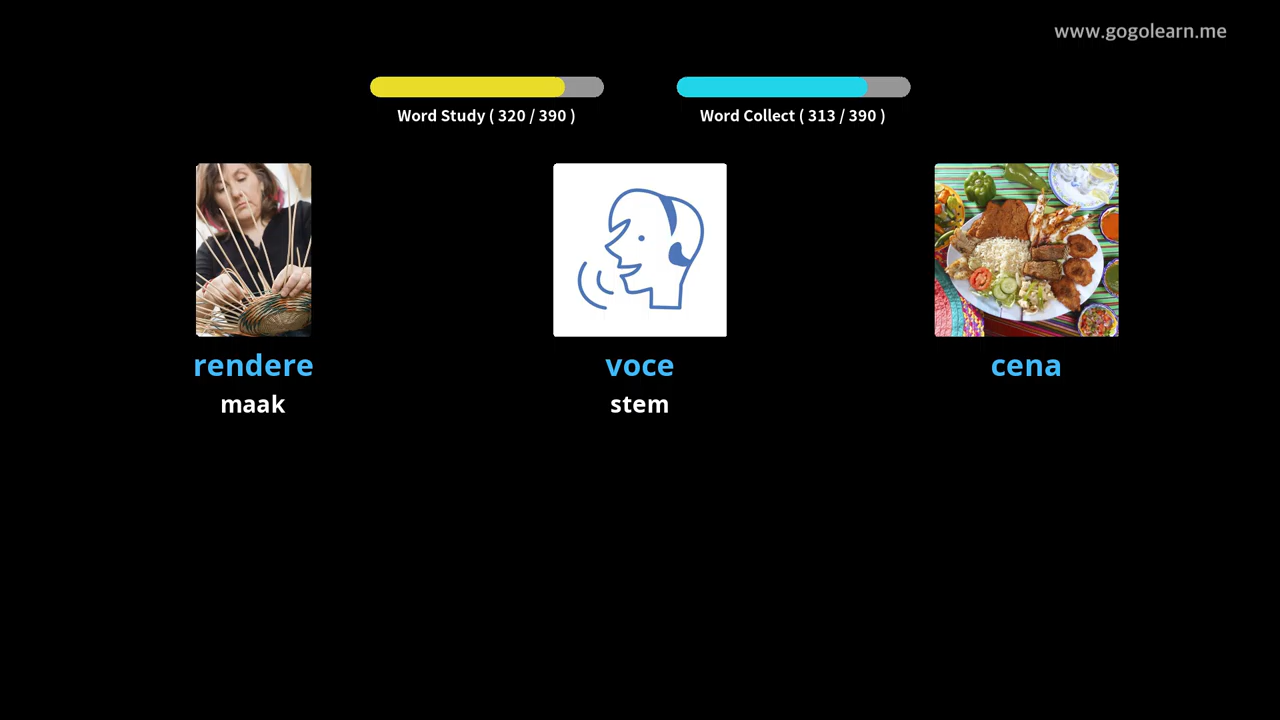 www.gogolearn.me
Word Study ( 320 / 390 )
Word Collect ( 313 / 390 )
rendere
maak
voce
stem
cena